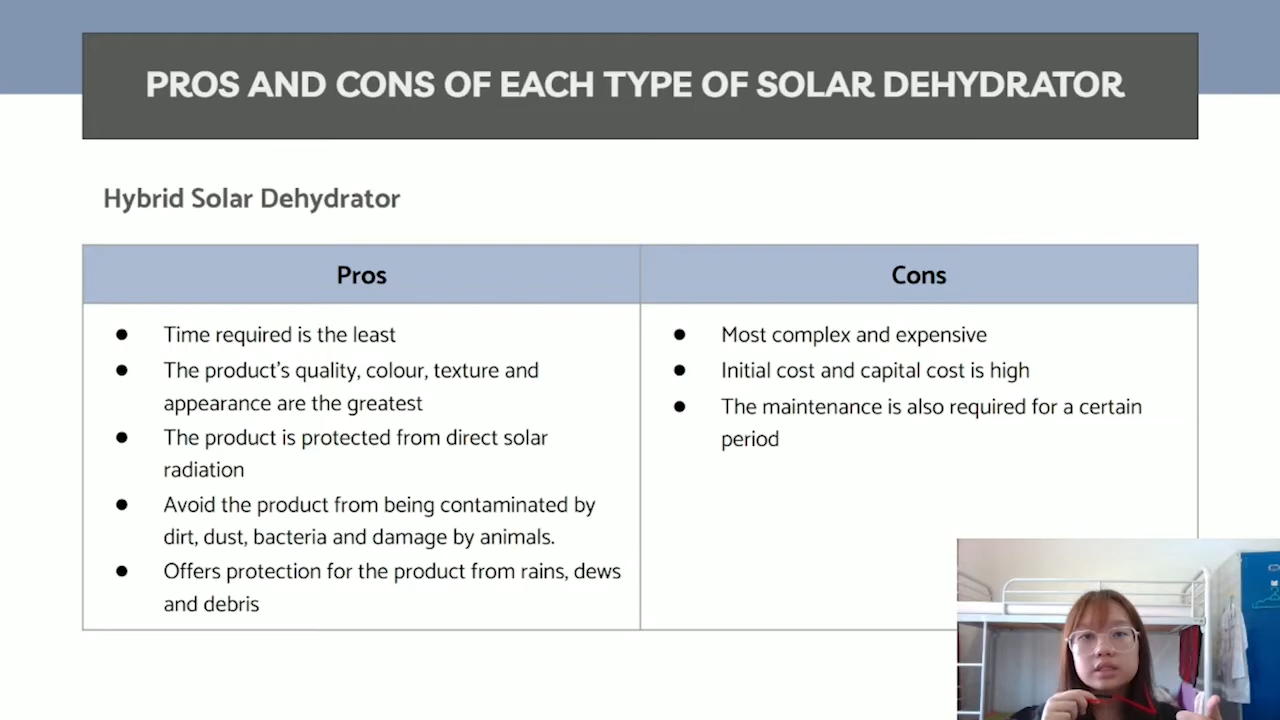 PROS AND CONS OF EACH TYPE OF SOLAR DEHYDRATOR
Hybrid Solar Dehydrator
Pros
Cons
● Time required is the least
● The product's quality, colour, texture and
appearance are the greatest
● The product is protected from direct solar
radiation
● Avoid the product from being contaminated by
dirt, dust, bacteria and damage by animals.
● Offers protection for the product from rains, dews
and debris
● Most complex and expensive
● Initial cost and capital cost is high
● The maintenance is also required for a certain
period